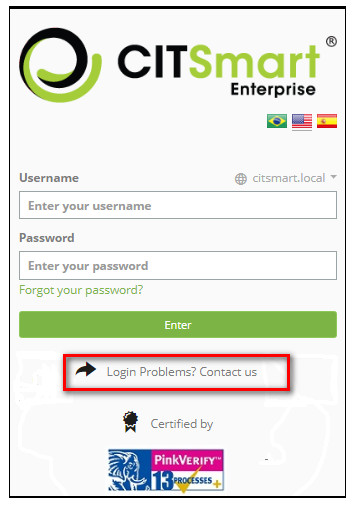 CITSmart®
Enterprise
Username
citsmart.local
Enter your username
Password
Enter your password
Forgot your password?
Enter
Login Problems? Contact us
Certified by
PinkVERIFY™
13 PROCESSES+